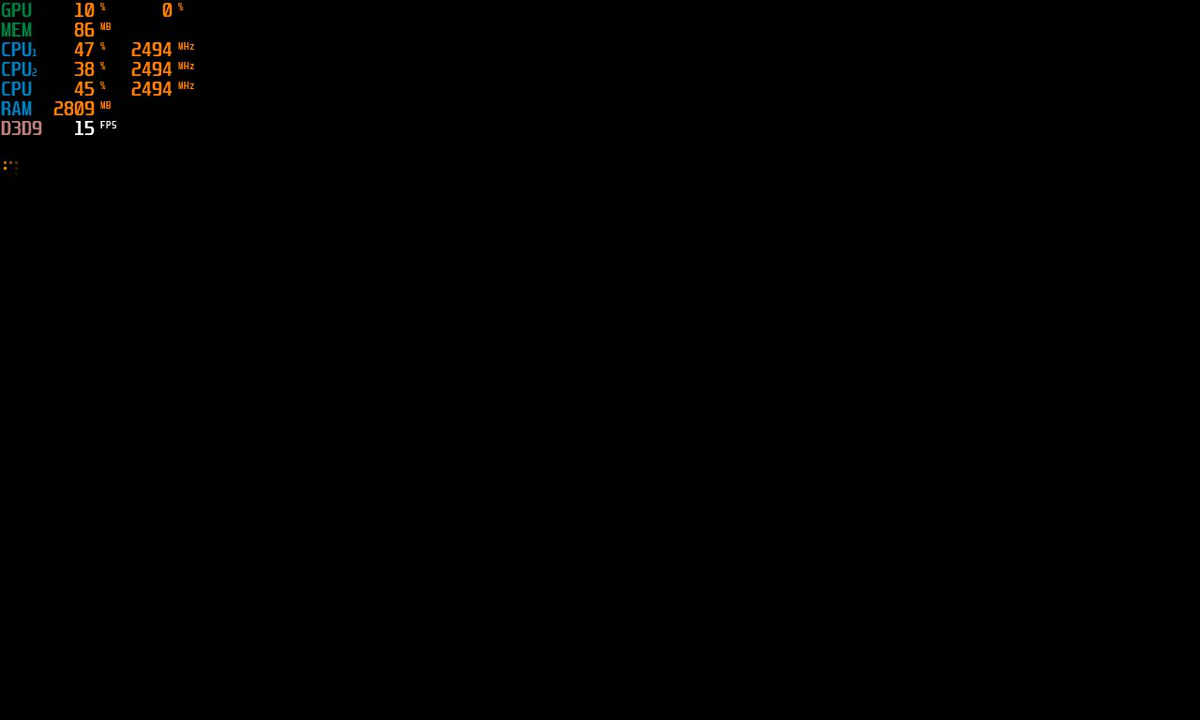 GPU 10 % 0 %
MEM 86 MB
CPU1 47 % 2494 MHz
CPU2 38 % 2494 MHz
CPU 45 % 2494 MHz
RAM 2809 MB
D3D9 15 FPS